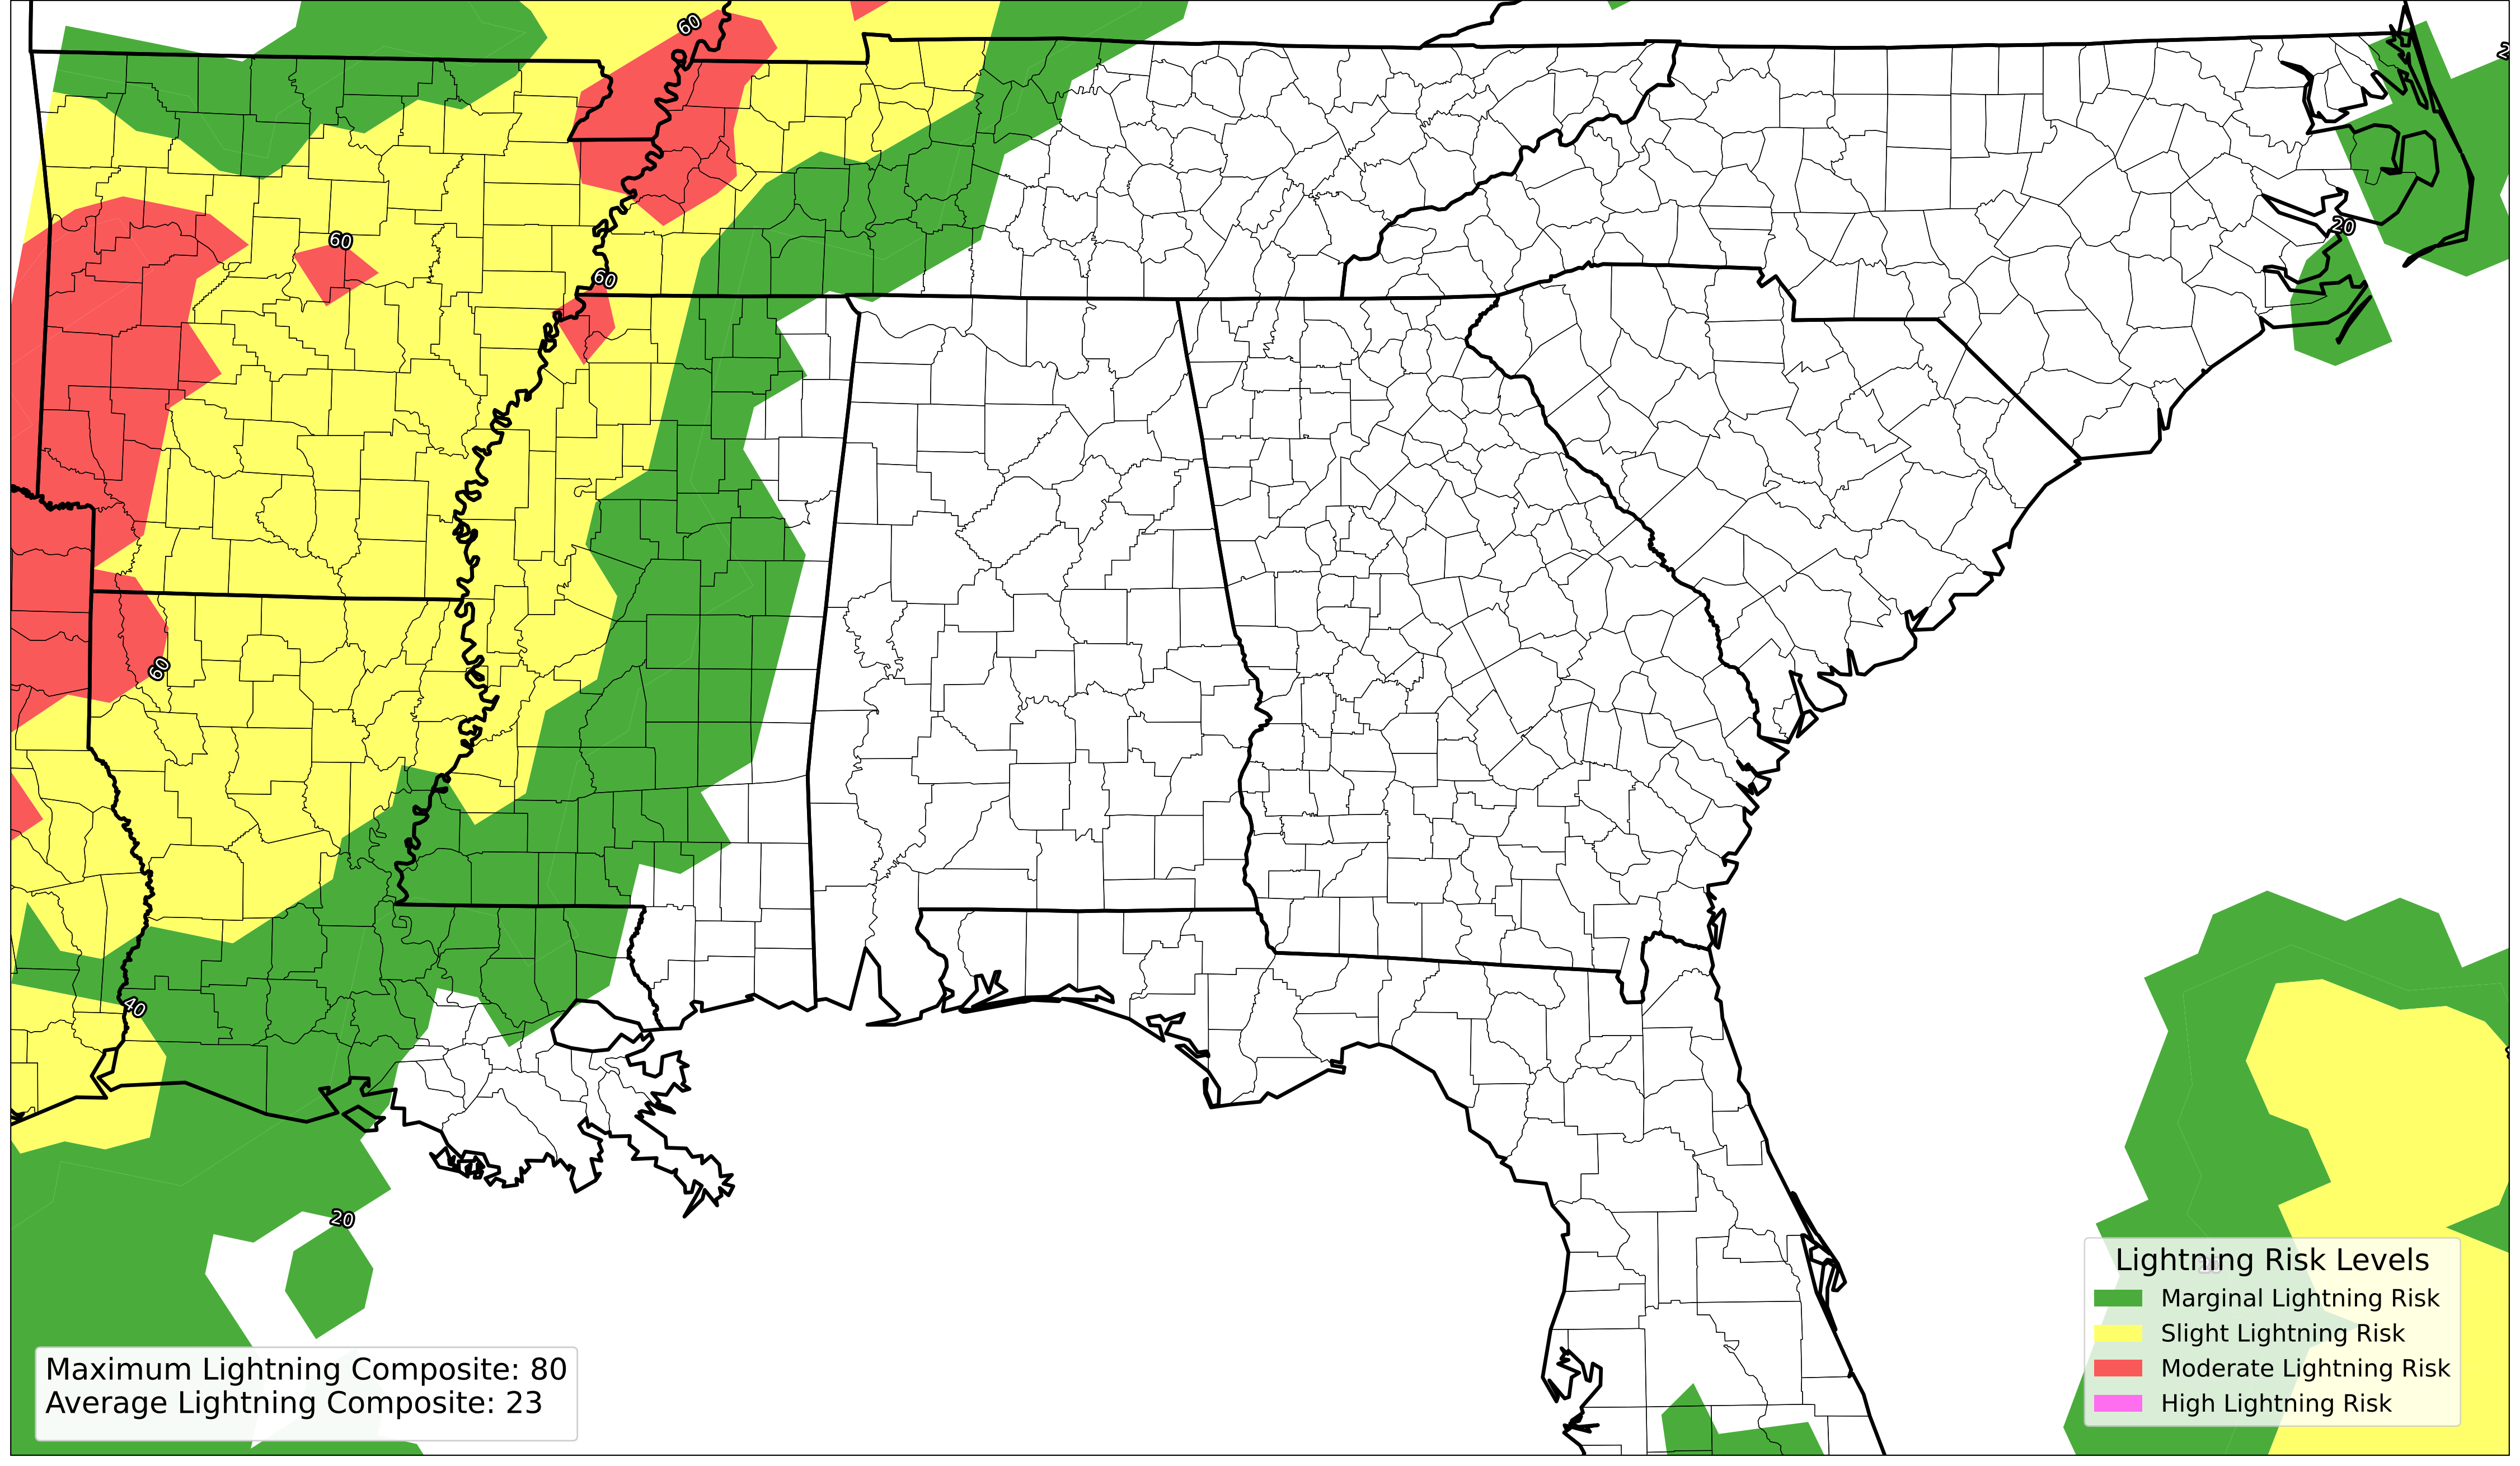 60
2
20
60
60
60
40
20
Lightning Risk Levels
Marginal Lightning Risk
Slight Lightning Risk
Moderate Lightning Risk
High Lightning Risk
Maximum Lightning Composite: 80
Average Lightning Composite: 23